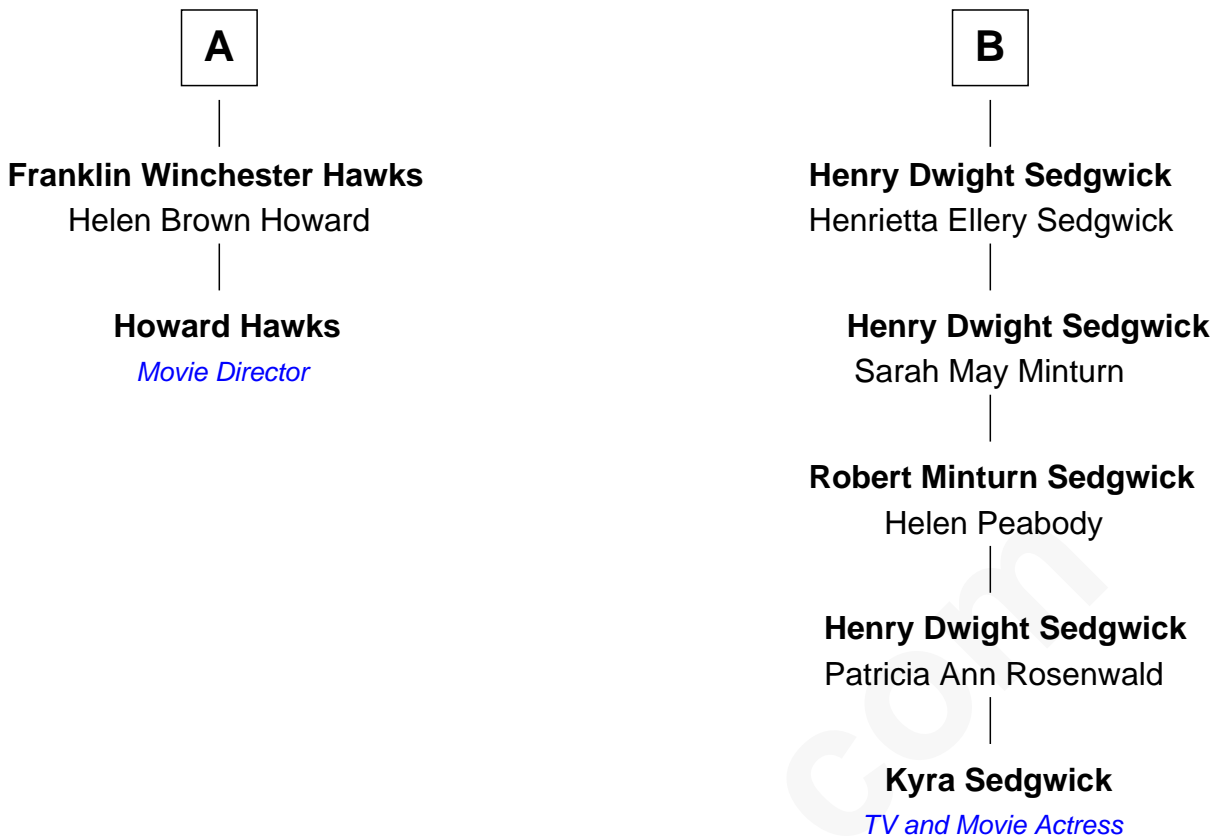 A
Franklin Winchester Hawks
Helen Brown Howard
Howard Hawks
Movie Director
B
Henry Dwight Sedgwick
Henrietta Ellery Sedgwick
Henry Dwight Sedgwick
Sarah May Minturn
Robert Minturn Sedgwick
Helen Peabody
Henry Dwight Sedgwick
Patricia Ann Rosenwald
Kyra Sedgwick
TV and Movie Actress
com